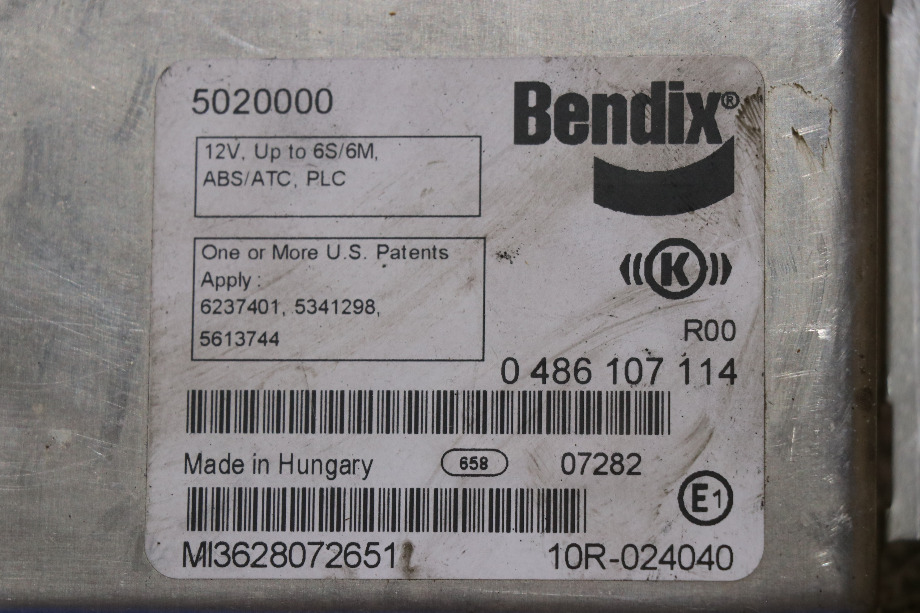 5020000
Bendix®
12V, Up to 6S/6M,
ABS/ATC, PLC
One or More U.S. Patents
Apply :
6237401, 5341298,
5613744
K
R00
0 486 107 114
Made in Hungary 658 07282
E1
MI3628072651
10R-024040